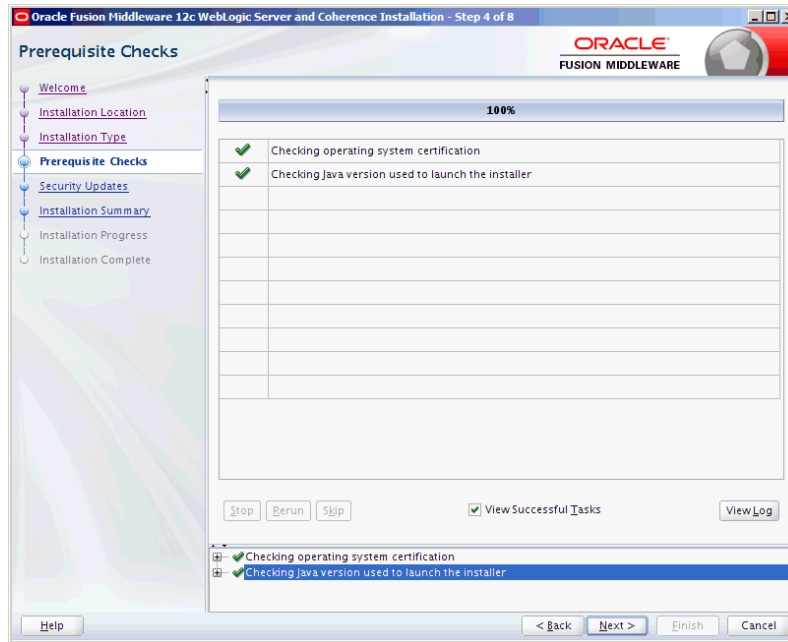 Oracle Fusion Middleware 12c WebLogic Server and Coherence Installation - Step 4 of 8
Prerequisite Checks
ORACLE
FUSION MIDDLEWARE
Welcome
Installation Location
Installation Type
Prerequisite Checks
Security Updates
Installation Summary
Installation Progress
Installation Complete
100%
Checking operating system certification
Checking Java version used to launch the installer
Stop
Rerun
Skip
View Successful Tasks
View Log
Checking operating system certification
Checking Java version used to launch the installer
Help
< Back
Next >
Finish
Cancel